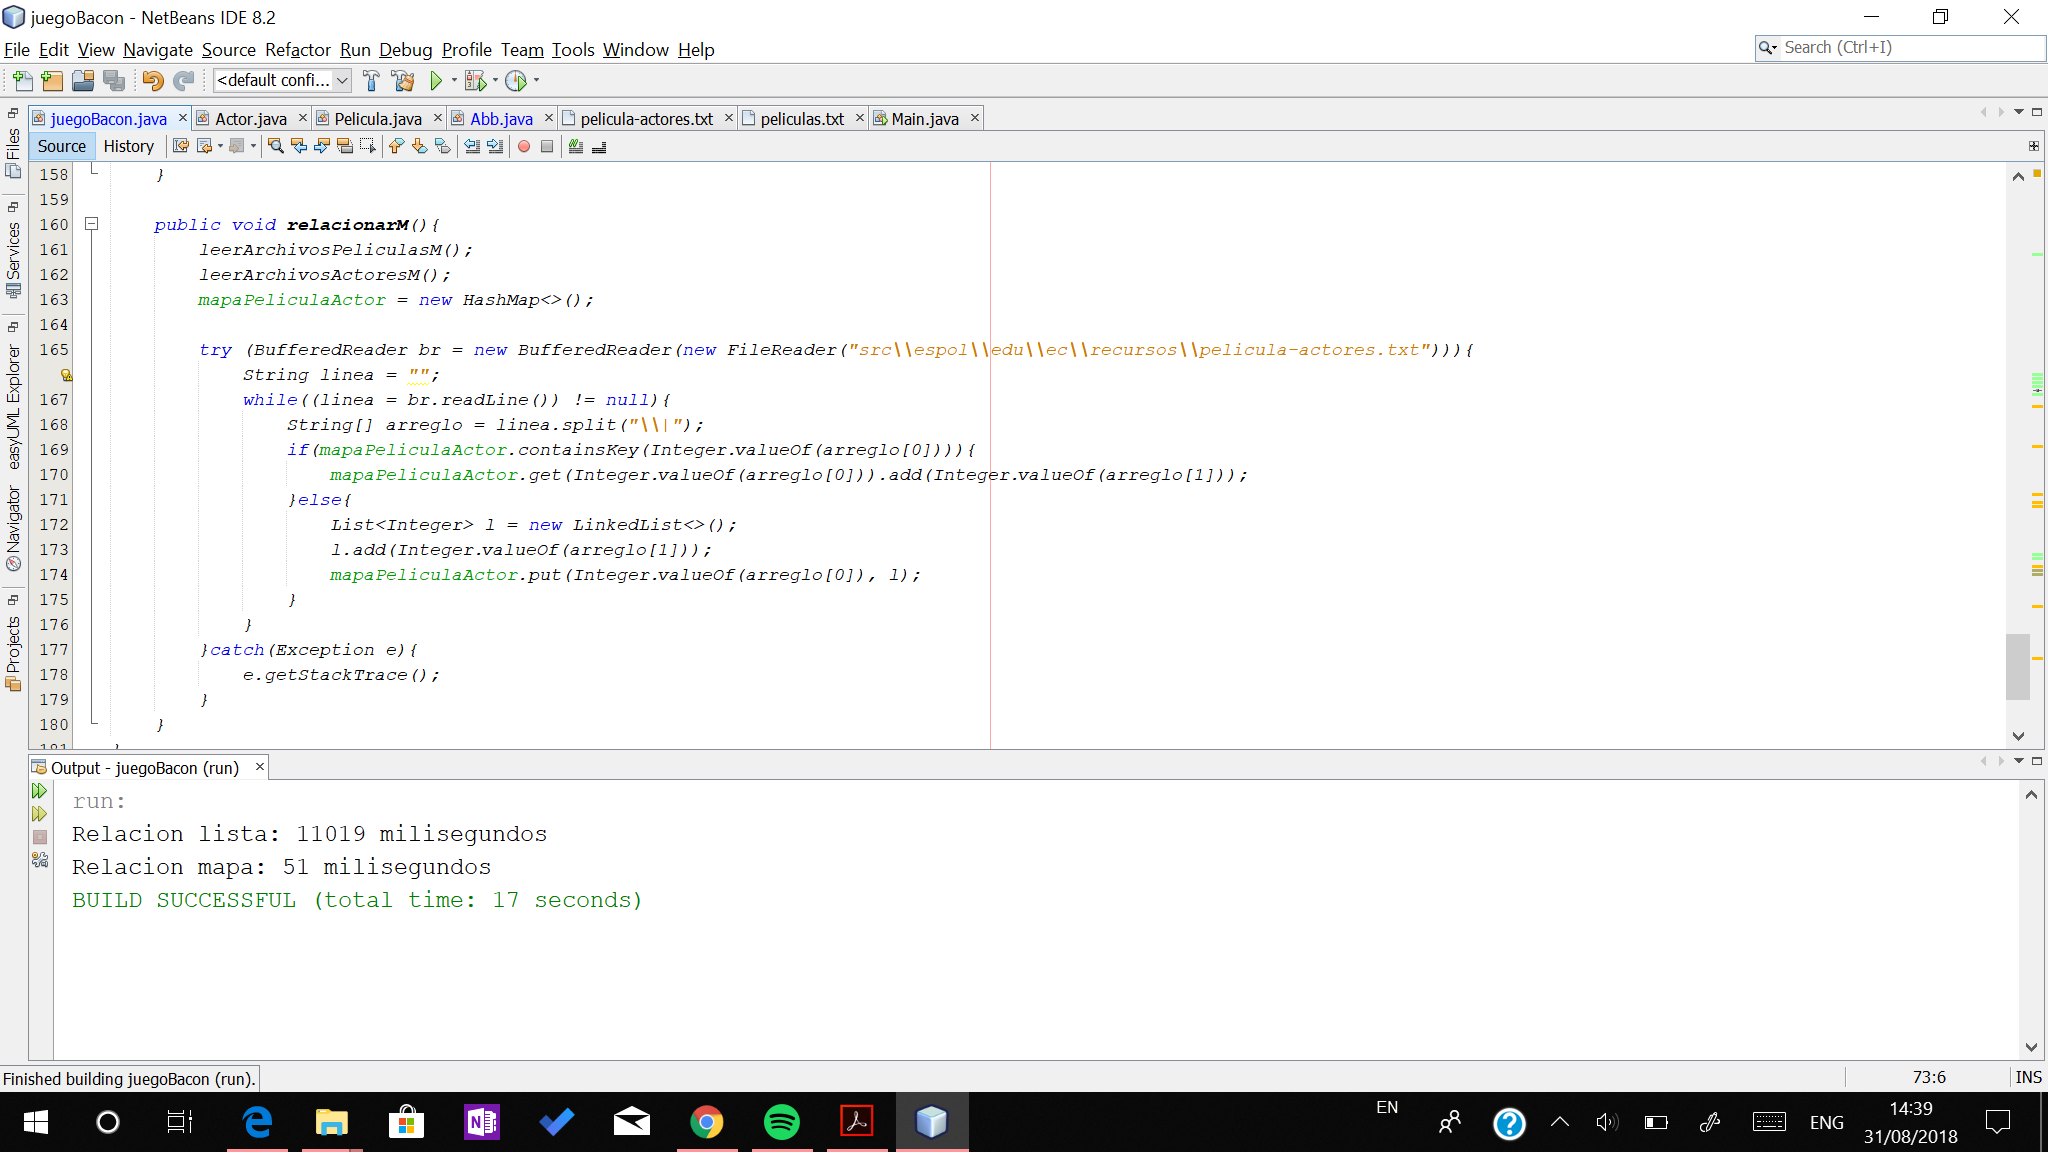 juegoBacon - NetBeans IDE 8.2
File Edit View Navigate Source Refactor Run Debug Profile Team Tools Window Help
Search (Ctrl+I)
<default confi...
juegoBacon.java Actor.java Pelicula.java Abb.java pelicula-actores.txt peliculas.txt Main.java
Source History
Files
Services
easyUML Explorer
Navigator
Projects
158 }
159
160 public void relacionarM(){
161 leerArchivosPeliculasM();
162 leerArchivosActoresM();
163 mapaPeliculaActor = new HashMap<>();
164
165 try (BufferedReader br = new BufferedReader(new FileReader("src\\espol\\edu\\ec\\recursos\\pelicula-actores.txt"))){
String linea = "";
167 while((linea = br.readLine()) != null){
168 String[] arreglo = linea.split("\\|");
169 if(mapaPeliculaActor.containsKey(Integer.valueOf(arreglo[0]))){
170 mapaPeliculaActor.get(Integer.valueOf(arreglo[0])).add(Integer.valueOf(arreglo[1]));
171 }else{
172 List<Integer> l = new LinkedList<>();
173 l.add(Integer.valueOf(arreglo[1]));
174 mapaPeliculaActor.put(Integer.valueOf(arreglo[0]), l);
175 }
176 }
177 }catch(Exception e){
178 e.getStackTrace();
179 }
180 }
181 }
Output - juegoBacon (run)
run:
Relacion lista: 11019 milisegundos
Relacion mapa: 51 milisegundos
BUILD SUCCESSFUL (total time: 17 seconds)
Finished building juegoBacon (run).
73:6 INS
EN
ENG
14:39
31/08/2018